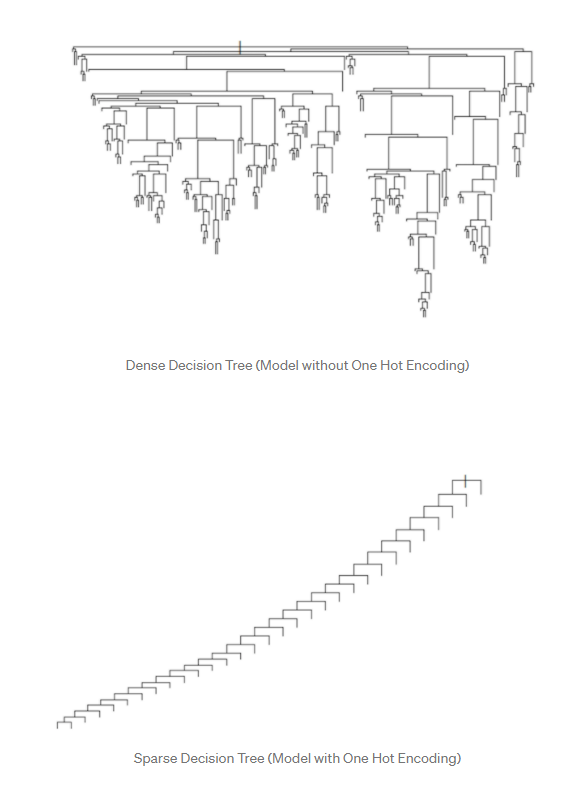 Dense Decision Tree (Model without One Hot Encoding)
Sparse Decision Tree (Model with One Hot Encoding)